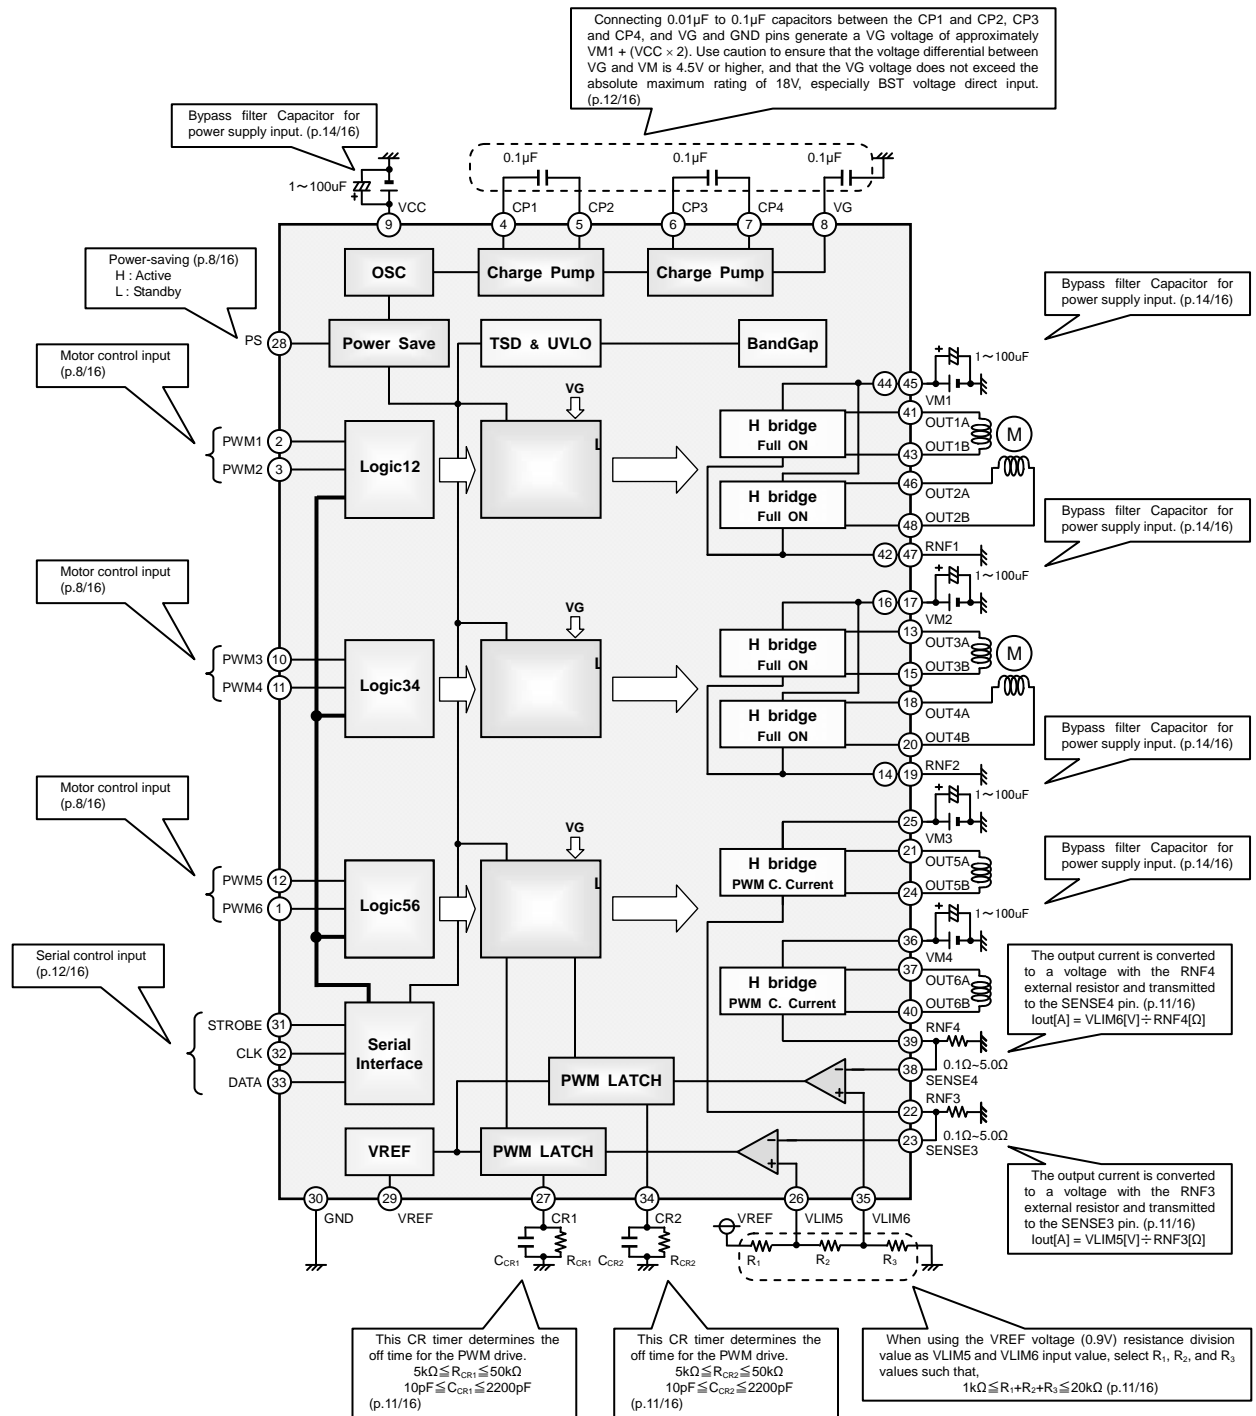 Connecting 0.01μF to 0.1μF capacitors between the CP1 and CP2, CP3
and CP4, and VG and GND pins generate a VG voltage of approximately
VM1 + (VCC × 2). Use caution to ensure that the voltage differential between
VG and VM is 4.5V or higher, and that the VG voltage does not exceed the
absolute maximum rating of 18V, especially BST voltage direct input.
(p.12/16)
Bypass filter Capacitor for
power supply input. (p.14/16)
1～100uF
+
0.1μF
0.1μF
0.1μF
VCC
CP1
CP2
CP3
CP4
VG
9
4
5
6
7
8
Power-saving (p.8/16)
H : Active
L : Standby
OSC
Charge Pump
Charge Pump
Bypass filter Capacitor for
power supply input. (p.14/16)
PS
28
Power Save
TSD & UVLO
BandGap
+
1～100uF
Motor control input
(p.8/16)
VG
44
45
VM1
41
OUT1A
M
PWM1
2
PWM2
3
Logic12
L
H bridge
Full ON
43
OUT1B
46
OUT2A
H bridge
Full ON
48
OUT2B
Bypass filter Capacitor for
power supply input. (p.14/16)
42
47
RNF1
+
1～100uF
Motor control input
(p.8/16)
VG
16
17
VM2
13
OUT3A
M
PWM3
10
PWM4
11
Logic34
L
H bridge
Full ON
15
OUT3B
18
OUT4A
H bridge
Full ON
20
OUT4B
Bypass filter Capacitor for
power supply input. (p.14/16)
14
19
RNF2
+
1～100uF
Motor control input
(p.8/16)
VG
25
VM3
21
OUT5A
PWM5
12
PWM6
1
Logic56
L
H bridge
PWM C. Current
24
OUT5B
Bypass filter Capacitor for
power supply input. (p.14/16)
+
1～100uF
36
VM4
37
OUT6A
H bridge
PWM C. Current
40
OUT6B
Serial control input
(p.12/16)
STROBE
31
CLK
32
DATA
33
Serial
Interface
39
RNF4
0.1Ω~5.0Ω
38
SENSE4
The output current is converted
to a voltage with the RNF4
external resistor and transmitted
to the SENSE4 pin. (p.11/16)
Iout[A] = VLIM6[V]÷RNF4[Ω]
PWM LATCH
−
+
22
RNF3
0.1Ω~5.0Ω
23
SENSE3
VREF
PWM LATCH
−
+
The output current is converted
to a voltage with the RNF3
external resistor and transmitted
to the SENSE3 pin. (p.11/16)
Iout[A] = VLIM5[V]÷RNF3[Ω]
30
29
27
34
26
35
GND
VREF
CR1
CR2
VREF
VLIM5
VLIM6
CCR1
RCR1
CCR2
RCR2
R1
R2
R3
This CR timer determines the
off time for the PWM drive.
5kΩ≦RCR1≦50kΩ
10pF≦CCR1≦2200pF
(p.11/16)
This CR timer determines the
off time for the PWM drive.
5kΩ≦RCR2≦50kΩ
10pF≦CCR2≦2200pF
(p.11/16)
When using the VREF voltage (0.9V) resistance division
value as VLIM5 and VLIM6 input value, select R1, R2, and R3
values such that,
1kΩ≦R1+R2+R3≦20kΩ (p.11/16)